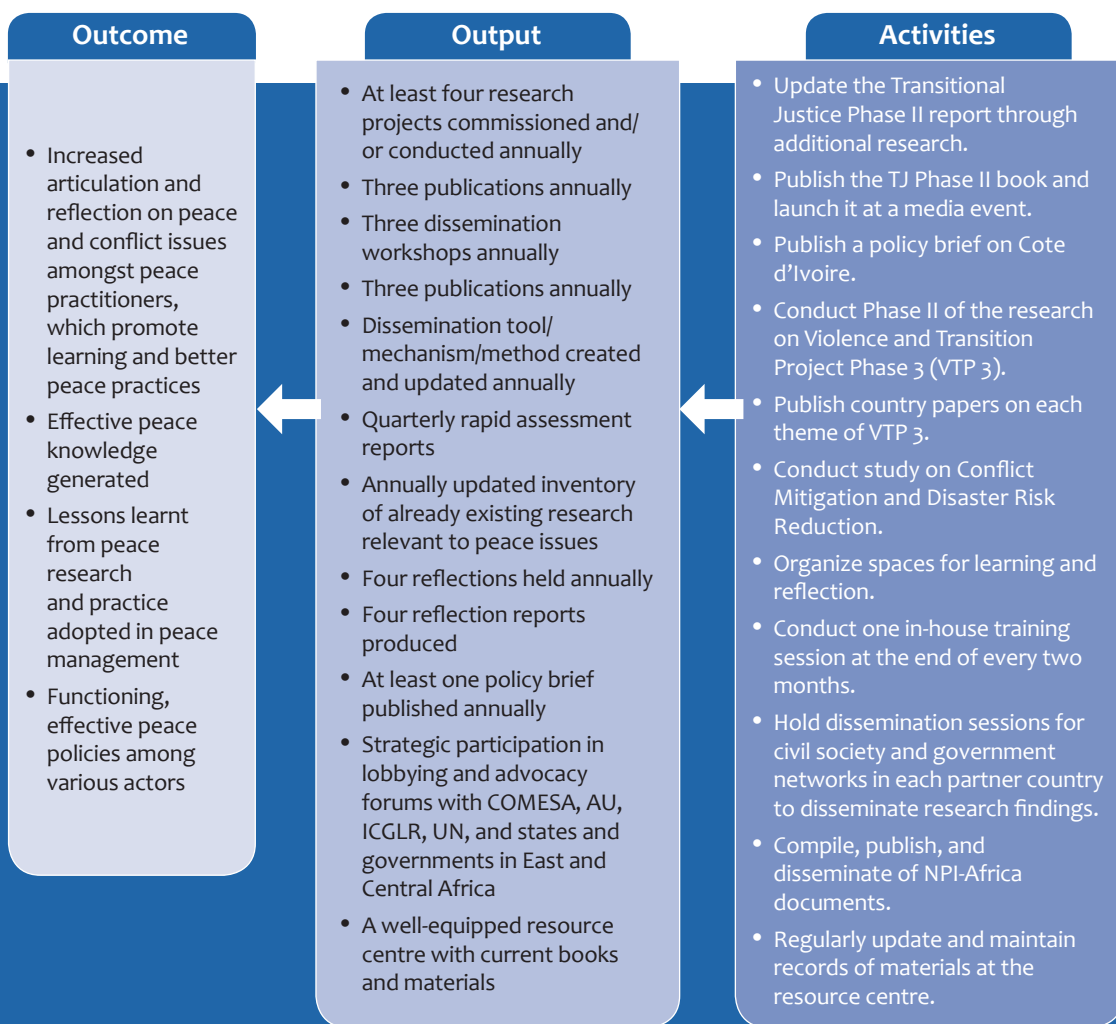 Outcome
• Increased
articulation and
reflection on peace
and conflict issues
amongst peace
practitioners,
which promote
learning and better
peace practices
• Effective peace
knowledge
generated
• Lessons learnt
from peace
research
and practice
adopted in peace
management
• Functioning,
effective peace
policies among
various actors
Output
• At least four research
projects commissioned and/
or conducted annually
• Three publications annually
• Three dissemination
workshops annually
• Three publications annually
• Dissemination tool/
mechanism/method created
and updated annually
• Quarterly rapid assessment
reports
• Annually updated inventory
of already existing research
relevant to peace issues
• Four reflections held annually
• Four reflection reports
produced
• At least one policy brief
published annually
• Strategic participation in
lobbying and advocacy
forums with COMESA, AU,
ICGLR, UN, and states and
governments in East and
Central Africa
• A well-equipped resource
centre with current books
and materials
Activities
• Update the Transitional
Justice Phase II report through
additional research.
• Publish the TJ Phase II book and
launch it at a media event.
• Publish a policy brief on Cote
d'Ivoire.
• Conduct Phase II of the research
on Violence and Transition
Project Phase 3 (VTP 3).
• Publish country papers on each
theme of VTP 3.
• Conduct study on Conflict
Mitigation and Disaster Risk
Reduction.
• Organize spaces for learning and
reflection.
• Conduct one in-house training
session at the end of every two
months.
• Hold dissemination sessions for
civil society and government
networks in each partner country
to disseminate research findings.
• Compile, publish, and
disseminate of NPI-Africa
documents.
• Regularly update and maintain
records of materials at the
resource centre.